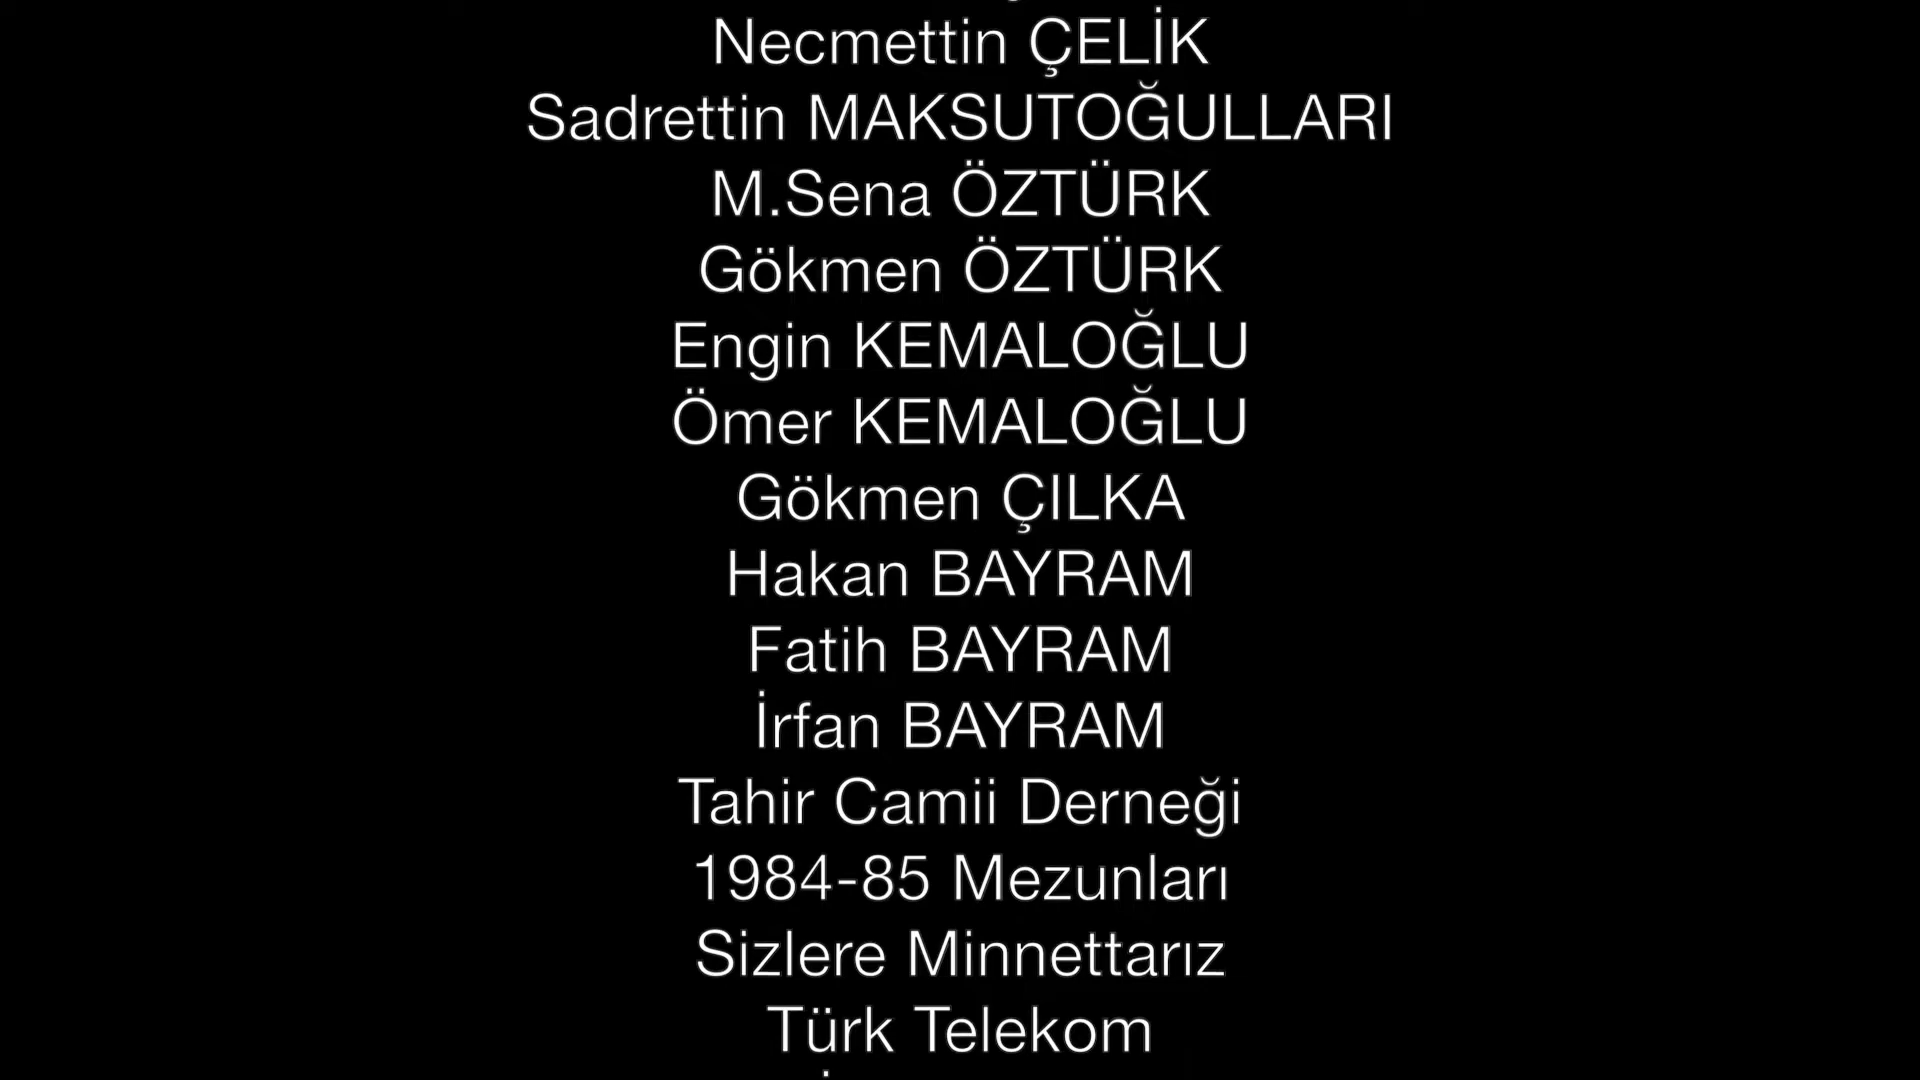 Necmettin ÇELİK
Sadrettin MAKSUTOĞULLARI
M.Sena ÖZTÜRK
Gökmen ÖZTÜRK
Engin KEMALOĞLU
Ömer KEMALOĞLU
Gökmen ÇILKA
Hakan BAYRAM
Fatih BAYRAM
İrfan BAYRAM
Tahir Camii Derneği
1984-85 Mezunları
Sizlere Minnettarız
Türk Telekom